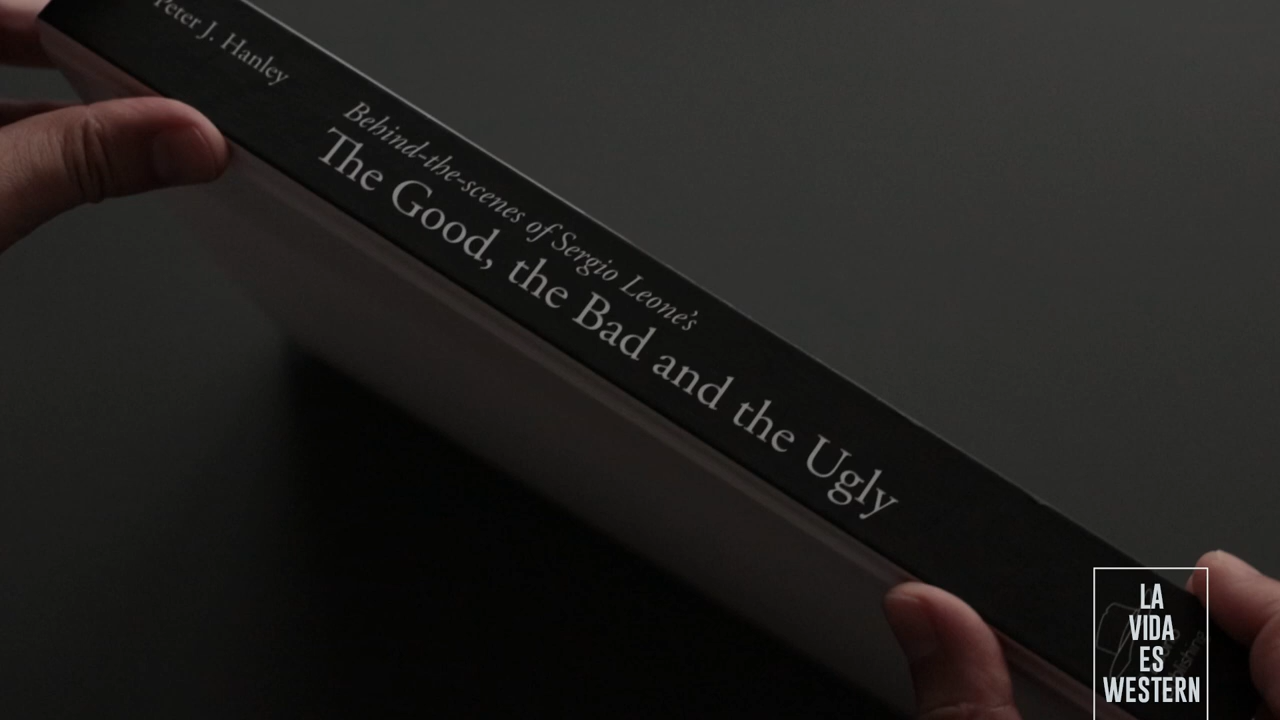 Peter J. Hanley
Behind-the-scenes of Sergio Leone's
The Good, the Bad and the Ugly
LA
VIDA
ES
WESTERN